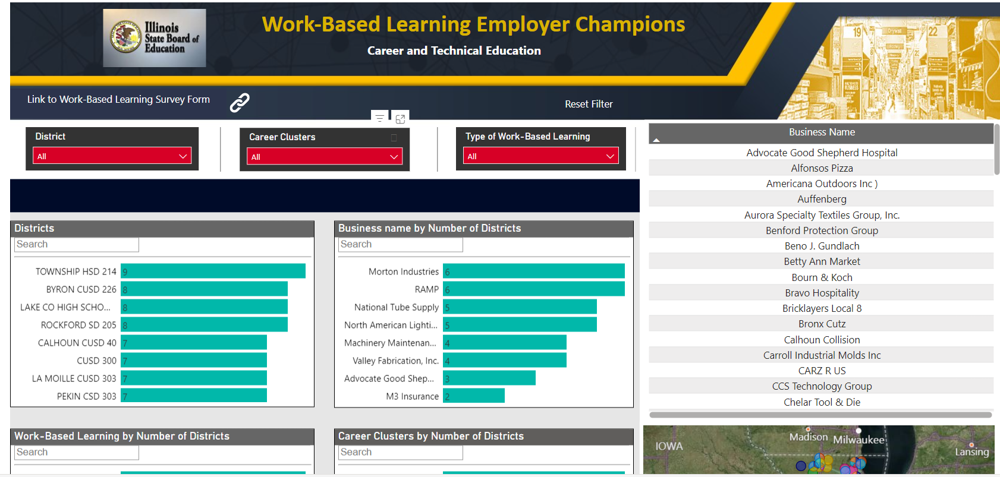 Illinois
State Board of
Education
Work-Based Learning Employer Champions
Career and Technical Education
19
Drywall
22
Link to Work-Based Learning Survey Form
Reset Filter
District
All
Career Clusters
All
Type of Work-Based Learning
All
Business Name
Advocate Good Shepherd Hospital
Alfonsos Pizza
Americana Outdoors Inc )
Auffenberg
Aurora Specialty Textiles Group, Inc.
Benford Protection Group
Beno J. Gundlach
Betty Ann Market
Bourn & Koch
Bravo Hospitality
Bricklayers Local 8
Bronx Cutz
Calhoun Collision
Carroll Industrial Molds Inc
CARZ R US
CCS Technology Group
Chelar Tool & Die
Districts
Search
TOWNSHIP HSD 214 9
BYRON CUSD 226 8
LAKE CO HIGH SCHO... 8
ROCKFORD SD 205 8
CALHOUN CUSD 40 7
CUSD 300 7
LA MOILLE CUSD 303 7
PEKIN CSD 303 7
Business name by Number of Districts
Search
Morton Industries 6
RAMP 6
National Tube Supply 5
North American Lighti... 5
Machinery Maintenan... 4
Valley Fabrication, Inc. 4
Advocate Good Shep... 3
M3 Insurance 2
Work-Based Learning by Number of Districts
Search
Career Clusters by Number of Districts
Search
IOWA
Madison
Milwaukee
Lansing